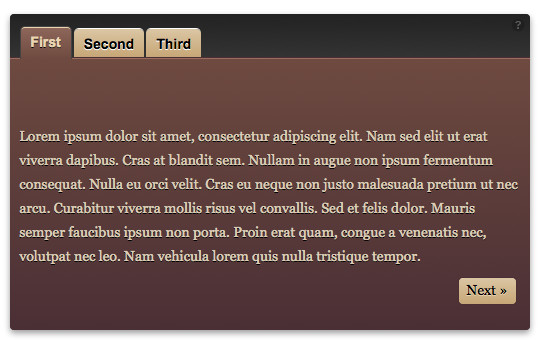 ?
First Second Third
Lorem ipsum dolor sit amet, consectetur adipiscing elit. Nam sed elit ut erat
viverra dapibus. Cras at blandit sem. Nullam in augue non ipsum fermentum
consequat. Nulla eu orci velit. Cras eu neque non justo malesuada pretium ut nec
arcu. Curabitur viverra mollis risus vel convallis. Sed et felis dolor. Mauris
semper faucibus ipsum non porta. Proin erat quam, congue a venenatis nec,
volutpat nec leo. Nam vehicula lorem quis nulla tristique tempor.
Next »